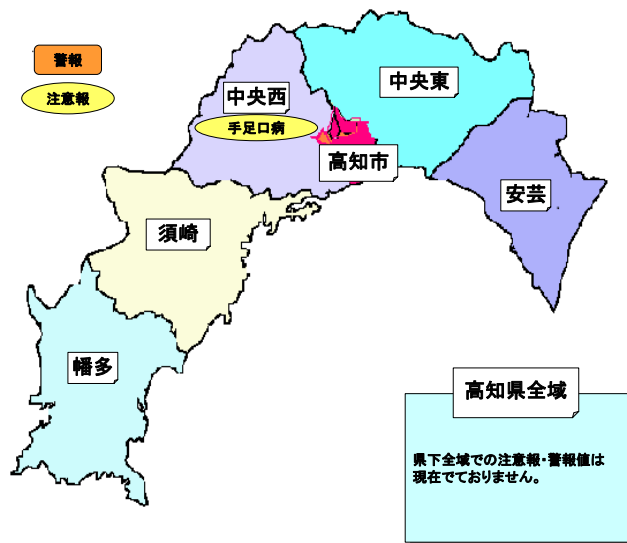 警報
注意報
中央西
手足口病
中央東
高知市
安芸
須崎
幡多
高知県全域
県下全域での注意報・警報値は
現在でておりません。